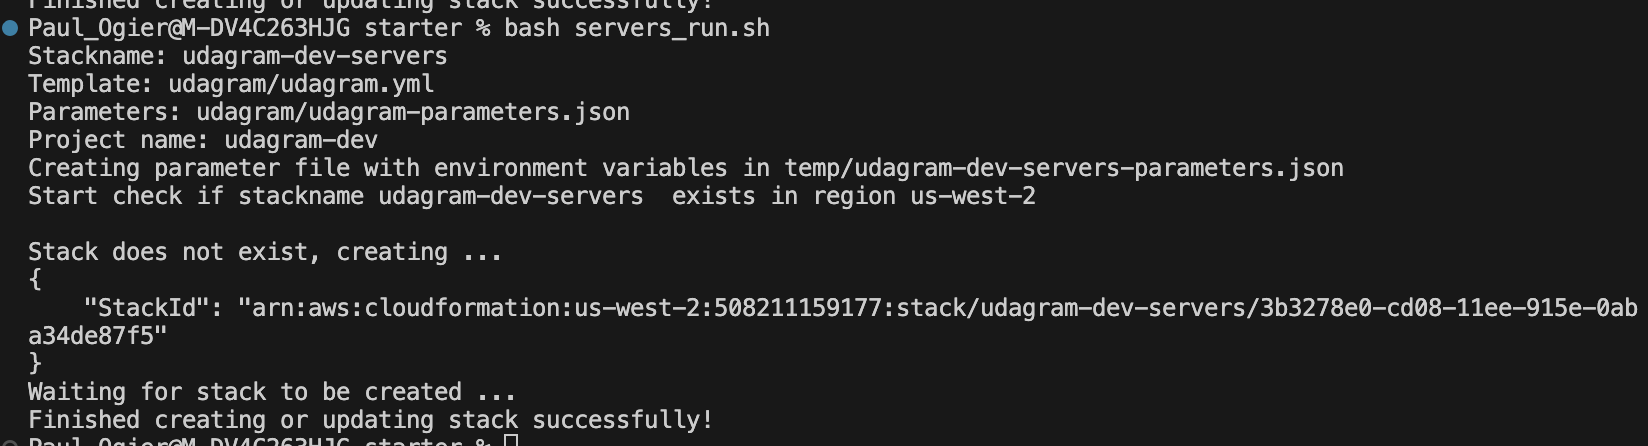 Finished creating or updating stack successfully!
Paul_Ogier@M-DV4C263HJG starter % bash servers_run.sh
Stackname: udagram-dev-servers
Template: udagram/udagram.yml
Parameters: udagram/udagram-parameters.json
Project name: udagram-dev
Creating parameter file with environment variables in temp/udagram-dev-servers-parameters.json
Start check if stackname udagram-dev-servers  exists in region us-west-2
Stack does not exist, creating ...
{
    "StackId": "arn:aws:cloudformation:us-west-2:508211159177:stack/udagram-dev-servers/3b3278e0-cd08-11ee-915e-0ab
a34de87f5"
}
Waiting for stack to be created ...
Finished creating or updating stack successfully!
Paul_Ogier@M-DV4C263HJG starter %